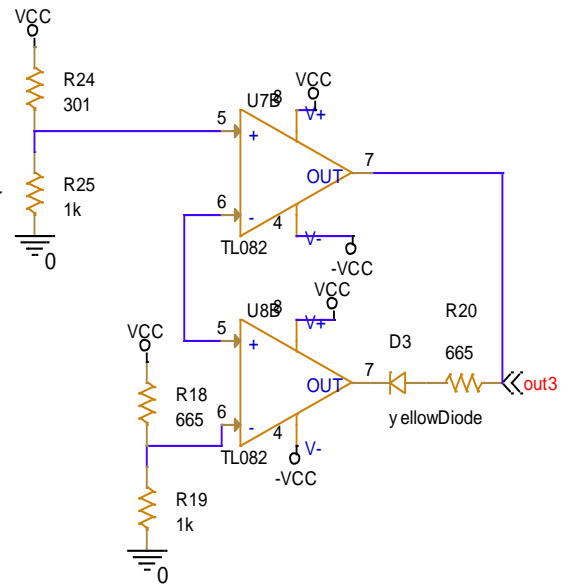 VCC
R24
301
R25
1k
0
U7B
8
VCC
V+
5
+
OUT
7
6
-
4
V-
TL082
-VCC
U8B
8
VCC
V+
5
+
OUT
7
6
-
4
V-
TL082
-VCC
D3
yellowDiode
R20
665
out3
VCC
R18
665
R19
1k
0